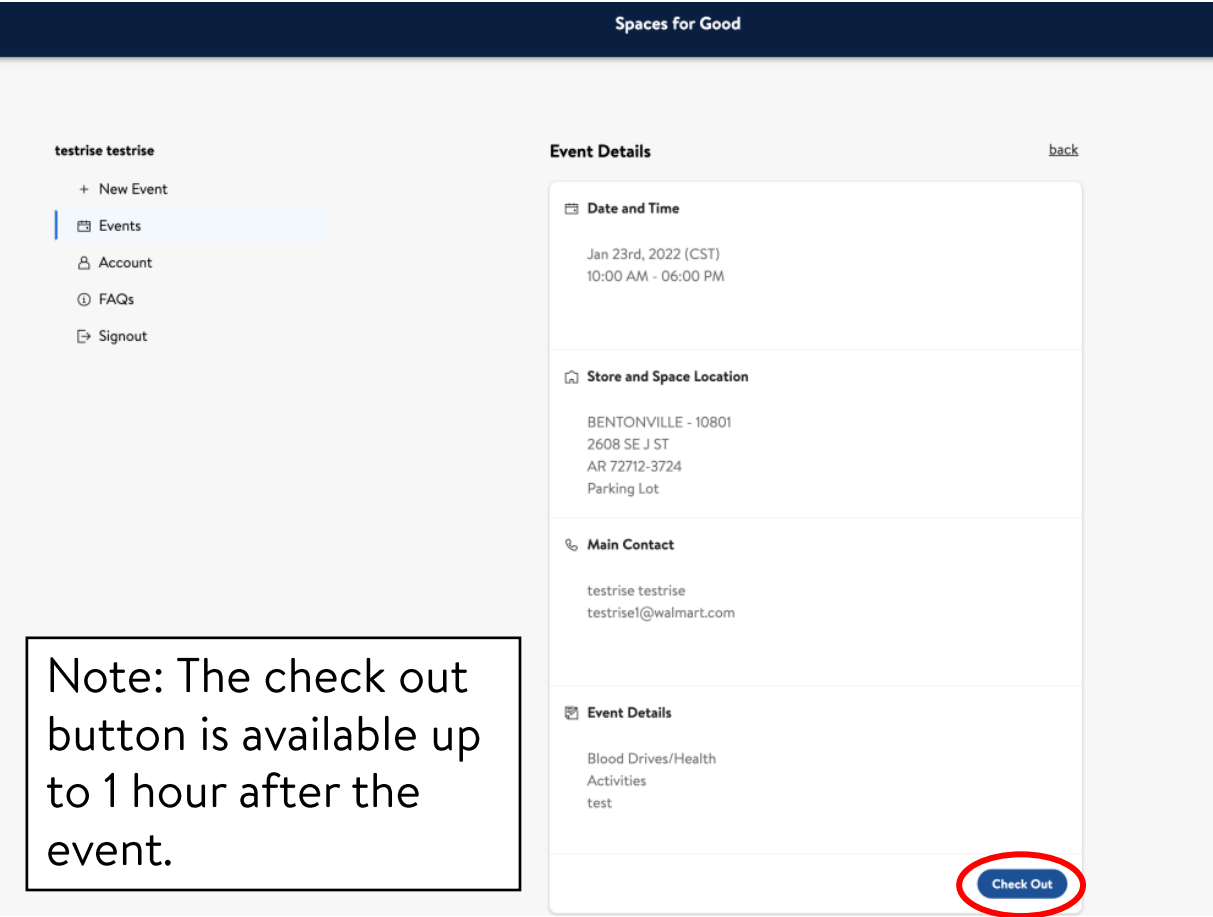 Spaces for Good
testrise testrise
+ New Event
Events
Account
FAQs
Signout
Event Details
back
Date and Time
Jan 23rd, 2022 (CST)
10:00 AM - 06:00 PM
Store and Space Location
BENTONVILLE - 10801
2608 SE J ST
AR 72712-3724
Parking Lot
Main Contact
testrise testrise
testrise1@walmart.com
Event Details
Blood Drives/Health
Activities
test
Check Out
Note: The check out
button is available up
to 1 hour after the
event.